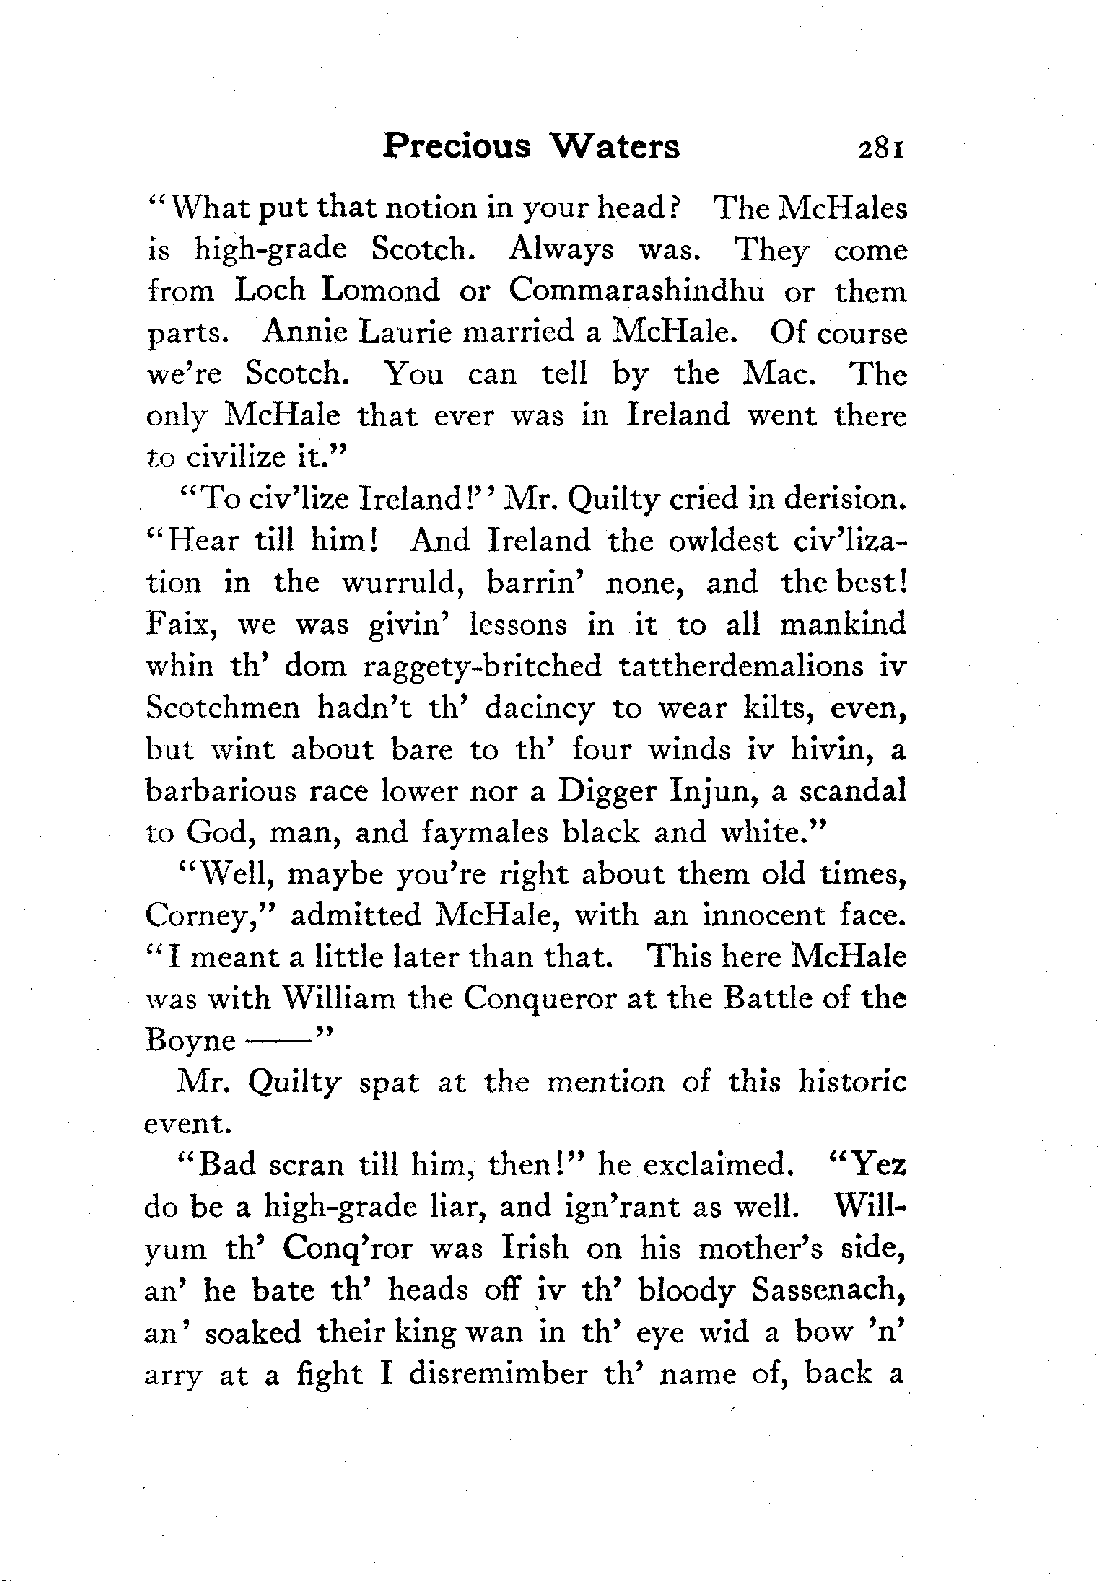 Precious Waters 281
"What put that notion in your head? The McHales
is high-grade Scotch. Always was. They come
from Loch Lomond or Commarashindhu or them
parts. Annie Laurie married a McHale. Of course
we're Scotch. You can tell by the Mac. The
only McHale that ever was in Ireland went there
to civilize it."
"To civ'lize Ireland!" Mr. Quilty cried in derision.
"Hear till him! And Ireland the owldest civ'liza-
tion in the wurruld, barrin' none, and the best!
Faix, we was givin' lessons in it to all mankind
whin th' dom raggety-britched tattherdemalions iv
Scotchmen hadn't th' dacincy to wear kilts, even,
but wint about bare to th' four winds iv hivin, a
barbarious race lower nor a Digger Injun, a scandal
to God, man, and faymales black and white."
"Well, maybe you're right about them old times,
Corney," admitted McHale, with an innocent face.
"I meant a little later than that. This here McHale
was with William the Conqueror at the Battle of the
Boyne ——"
Mr. Quilty spat at the mention of this historic
event.
"Bad scran till him, then!" he exclaimed. "Yez
do be a high-grade liar, and ign'rant as well. Will-
yum th' Conq'ror was Irish on his mother's side,
an' he bate th' heads off iv th' bloody Sassenach,
an' soaked their king wan in th' eye wid a bow 'n'
arry at a fight I disremimber th' name of, back a